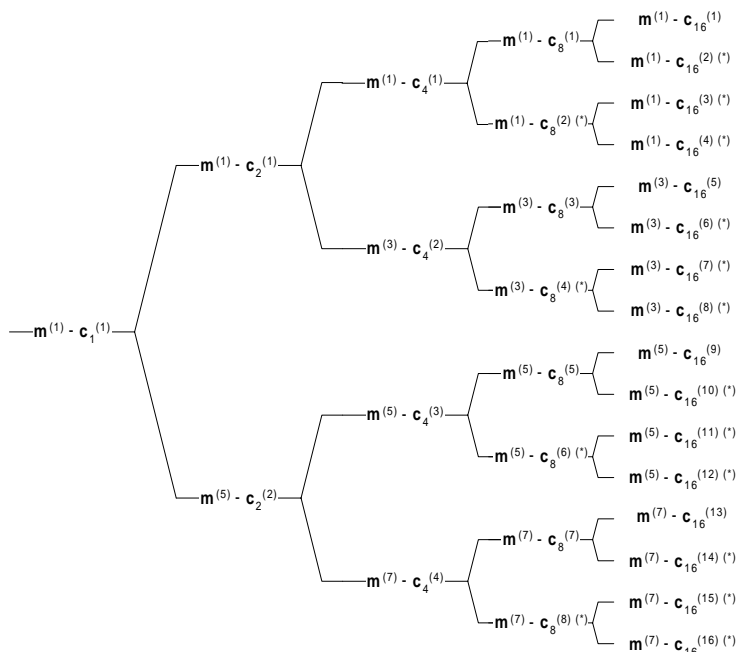 m⁽¹⁾ - c₁₆⁽¹⁾
m⁽¹⁾ - c₈⁽¹⁾
m⁽¹⁾ - c₁₆⁽²⁾ ⁽*⁾
m⁽¹⁾ - c₄⁽¹⁾
m⁽¹⁾ - c₁₆⁽³⁾ ⁽*⁾
m⁽¹⁾ - c₈⁽²⁾ ⁽*⁾
m⁽¹⁾ - c₁₆⁽⁴⁾ ⁽*⁾
m⁽¹⁾ - c₂⁽¹⁾
m⁽³⁾ - c₁₆⁽⁵⁾
m⁽³⁾ - c₈⁽³⁾
m⁽³⁾ - c₁₆⁽⁶⁾ ⁽*⁾
m⁽³⁾ - c₄⁽²⁾
m⁽³⁾ - c₁₆⁽⁷⁾ ⁽*⁾
m⁽³⁾ - c₈⁽⁴⁾ ⁽*⁾
m⁽³⁾ - c₁₆⁽⁸⁾ ⁽*⁾
m⁽¹⁾ - c₁⁽¹⁾
m⁽⁵⁾ - c₁₆⁽⁹⁾
m⁽⁵⁾ - c₈⁽⁵⁾
m⁽⁵⁾ - c₁₆⁽¹⁰⁾ ⁽*⁾
m⁽⁵⁾ - c₄⁽³⁾
m⁽⁵⁾ - c₁₆⁽¹¹⁾ ⁽*⁾
m⁽⁵⁾ - c₈⁽⁶⁾ ⁽*⁾
m⁽⁵⁾ - c₁₆⁽¹²⁾ ⁽*⁾
m⁽⁵⁾ - c₂⁽²⁾
m⁽⁷⁾ - c₁₆⁽¹³⁾
m⁽⁷⁾ - c₈⁽⁷⁾
m⁽⁷⁾ - c₁₆⁽¹⁴⁾ ⁽*⁾
m⁽⁷⁾ - c₄⁽⁴⁾
m⁽⁷⁾ - c₁₆⁽¹⁵⁾ ⁽*⁾
m⁽⁷⁾ - c₈⁽⁸⁾ ⁽*⁾
m⁽⁷⁾ - c₁₆⁽¹⁶⁾ ⁽*⁾